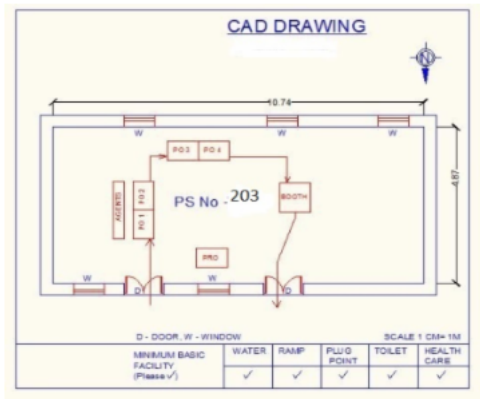 CAD DRAWING
N
10.74
W W W
PO 3 PO 4
AGENTS
PO 2
PO 1
PS No - 203
BOOTH
4.87
PRO
W W
D D
D - DOOR, W - WINDOW
SCALE 1 CM= 1M
MINIMUM BASIC FACILITY (Please ✓)
WATER
RAMP
PLUG POINT
TOILET
HEALTH CARE
✓ ✓ ✓ ✓ ✓